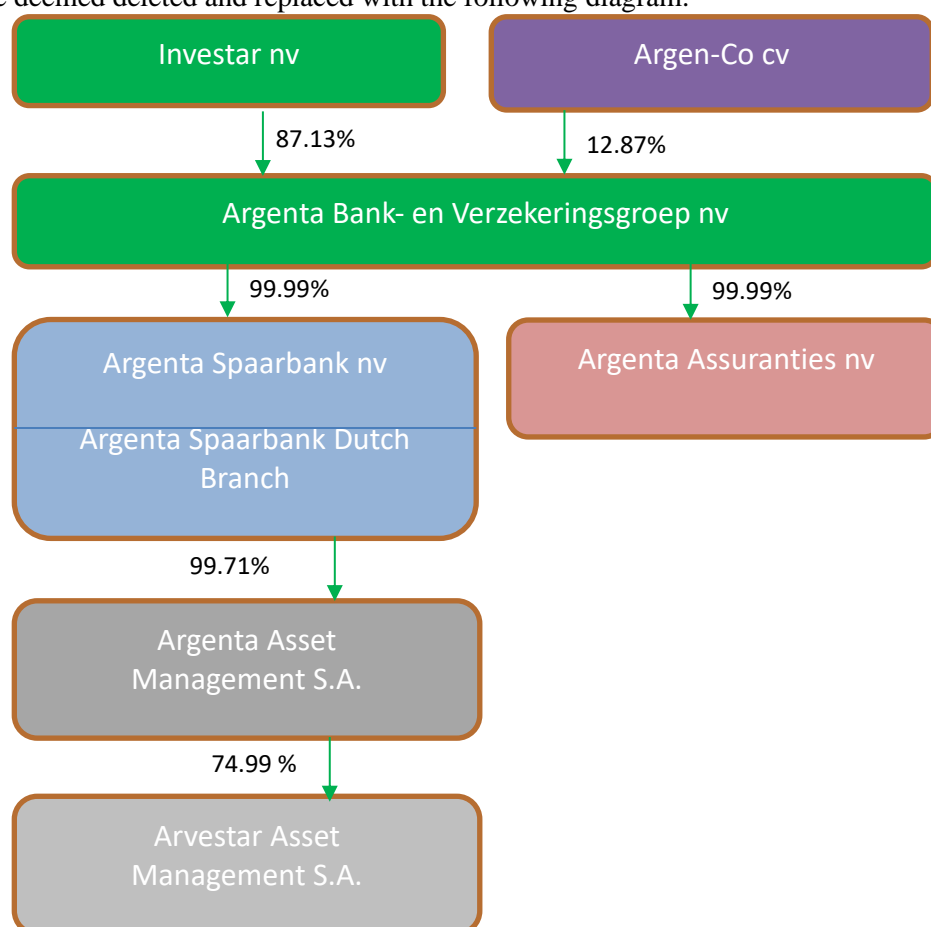 e deemed deleted and replaced with the following diagram:
Investar nv
Argen-Co cv
87.13%
12.87%
Argenta Bank- en Verzekeringsgroep nv
99.99%
99.99%
Argenta Spaarbank nv
Argenta Assuranties nv
Argenta Spaarbank Dutch
Branch
99.71%
Argenta Asset
Management S.A.
74.99 %
Arvestar Asset
Management S.A.